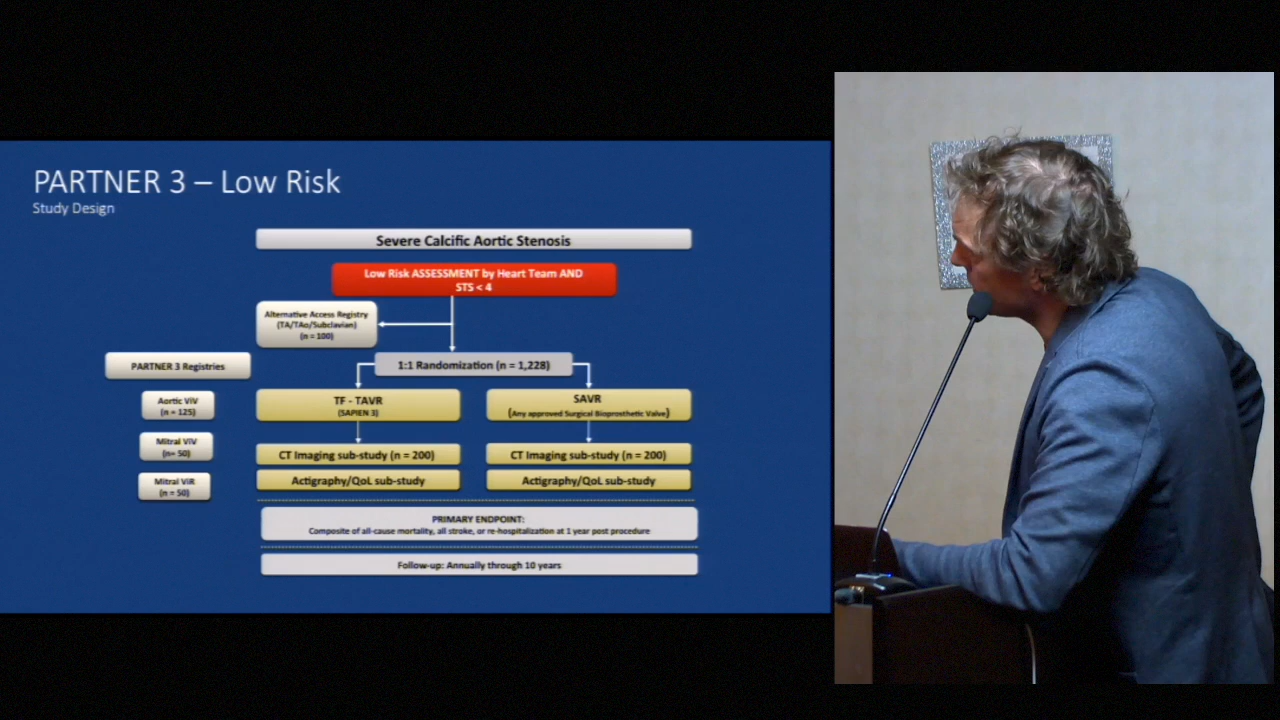 PARTNER 3 – Low Risk
Study Design
Severe Calcific Aortic Stenosis
Low Risk ASSESSMENT by Heart Team AND
STS < 4
Alternative Access Registry
(TA/TAo/Subclavian)
(n = 100)
PARTNER 3 Registries
1:1 Randomization (n = 1,228)
Aortic ViV
(n = 125)
TF - TAVR
(SAPIEN 3)
SAVR
(Any approved Surgical Bioprosthetic Valve)
Mitral ViV
(n= 50)
CT Imaging sub-study (n = 200)
CT Imaging sub-study (n = 200)
Mitral ViR
(n = 50)
Actigraphy/QoL sub-study
Actigraphy/QoL sub-study
PRIMARY ENDPOINT:
Composite of all-cause mortality, all stroke, or re-hospitalization at 1 year post procedure
Follow-up: Annually through 10 years